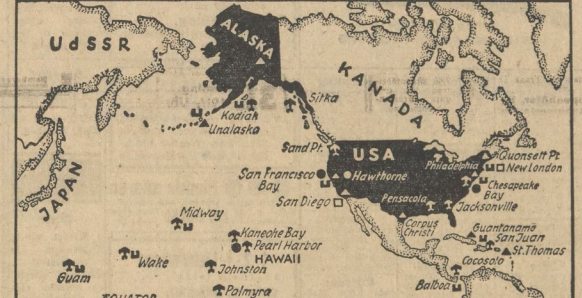 UdSSR
ALASKA
KANADA
Kodiak
Unalaska
Sitka
JAPAN
Sand Pt.
USA
Philadelphia
Quonsett Pt
New London
San Francisco
Bay
Hawthorne
Chesapeake
Bay
San Diego
Pensacola
Jacksonville
Corpus
Christi
Midway
Kaneohe Bay
Pearl Harbor
HAWAII
Guantanamo
San Juan
St. Thomas
Wake
Guam
Johnston
Cocosolo
Palmyra
Balboa